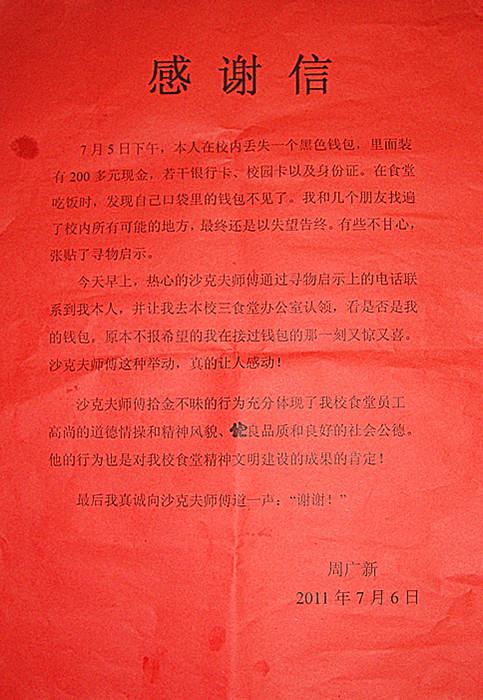 感谢信
7月5日下午，本人在校内丢失一个黑色钱包，里面装
有200多元现金，若干银行卡、校园卡以及身份证。在食堂
吃饭时，发现自己口袋里的钱包不见了。我和几个朋友找遍
了校内所有可能的地方，最终还是以失望告终。有些不甘心，
张贴了寻物启示。
今天早上，热心的沙克夫师傅通过寻物启示上的电话联
系到我本人，并让我去本校三食堂办公室认领，看是否是我
的钱包。原本不报希望的我在接过钱包的那一刻又惊又喜。
沙克夫师傅这种举动，真的让人感动！
沙克夫师傅拾金不昧的行为充分体现了我校食堂员工
高尚的道德情操和精神风貌、优良品质和良好的社会公德。
他的行为也是对我校食堂精神文明建设的成果的肯定！
最后我真诚向沙克夫师傅道一声：“谢谢！”
周广新
2011年7月6日